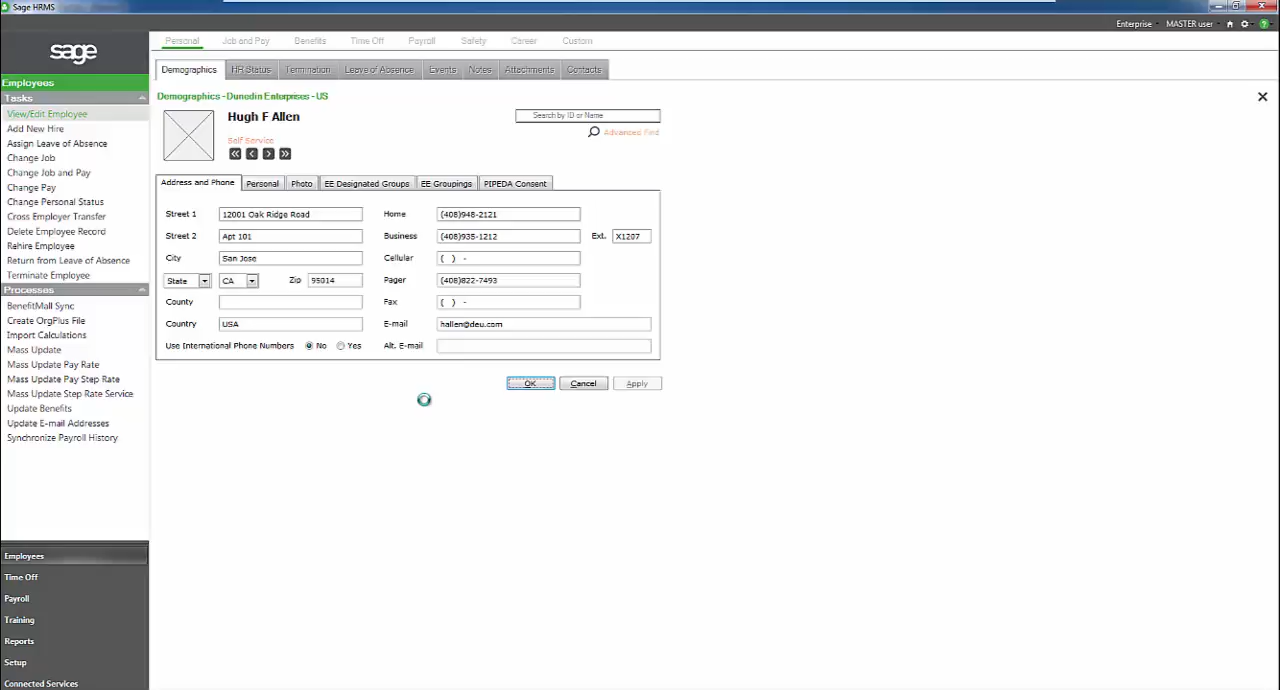 Sage HRMS
Enterprise MASTER user
sage
Personal Job and Pay Benefits Time Off Payroll Safety Career Custom
Demographics HR Status Termination Leave of Absence Events Notes Attachments Contacts
Employees
Tasks
View/Edit Employee
Add New Hire
Assign Leave of Absence
Change Job
Change Job and Pay
Change Pay
Change Personal Status
Cross Employer Transfer
Delete Employee Record
Rehire Employee
Return from Leave of Absence
Terminate Employee
Processes
BenefitMall Sync
Create OrgPlus File
Import Calculations
Mass Update
Mass Update Pay Rate
Mass Update Pay Step Rate
Mass Update Step Rate Service
Update Benefits
Update E-mail Addresses
Synchronize Payroll History
Employees
Time Off
Payroll
Training
Reports
Setup
Connected Services
Demographics - Dunedin Enterprises - US
Hugh F Allen
Search by ID or Name
Advanced Find
Self Service
Address and Phone Personal Photo EE Designated Groups EE Groupings PIPEDA Consent
Street 1 12001 Oak Ridge Road Home (408)948-2121
Street 2 Apt 101 Business (408)935-1212 Ext. X1207
City San Jose Cellular ( ) -
State CA Zip 95014 Pager (408)822-7493
County Fax ( ) -
Country USA E-mail hallen@deu.com
Use International Phone Numbers No Yes Alt. E-mail
OK Cancel Apply